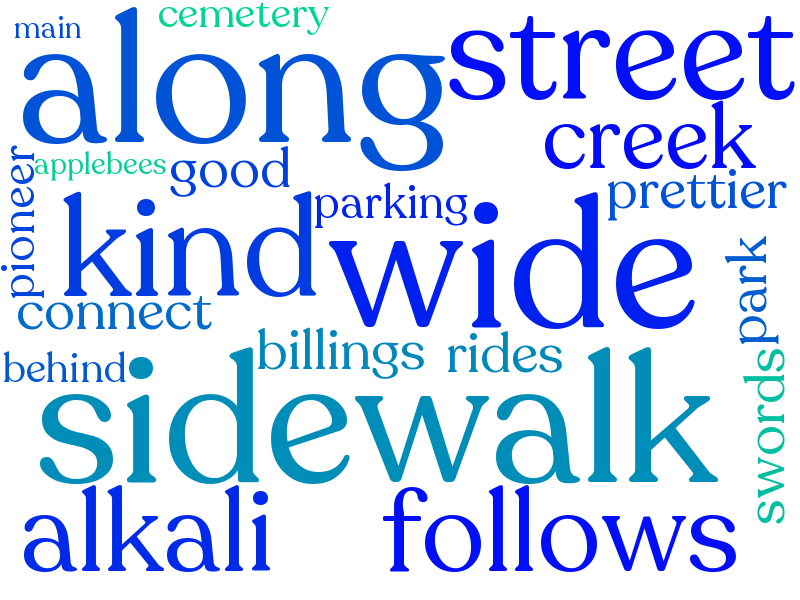 main
cemetery
along
street
creek
pioneer
applebees
good
prettier
kind
parking
wide
park
connect
billings
rides
behind
sidewalk
swords
alkali
follows